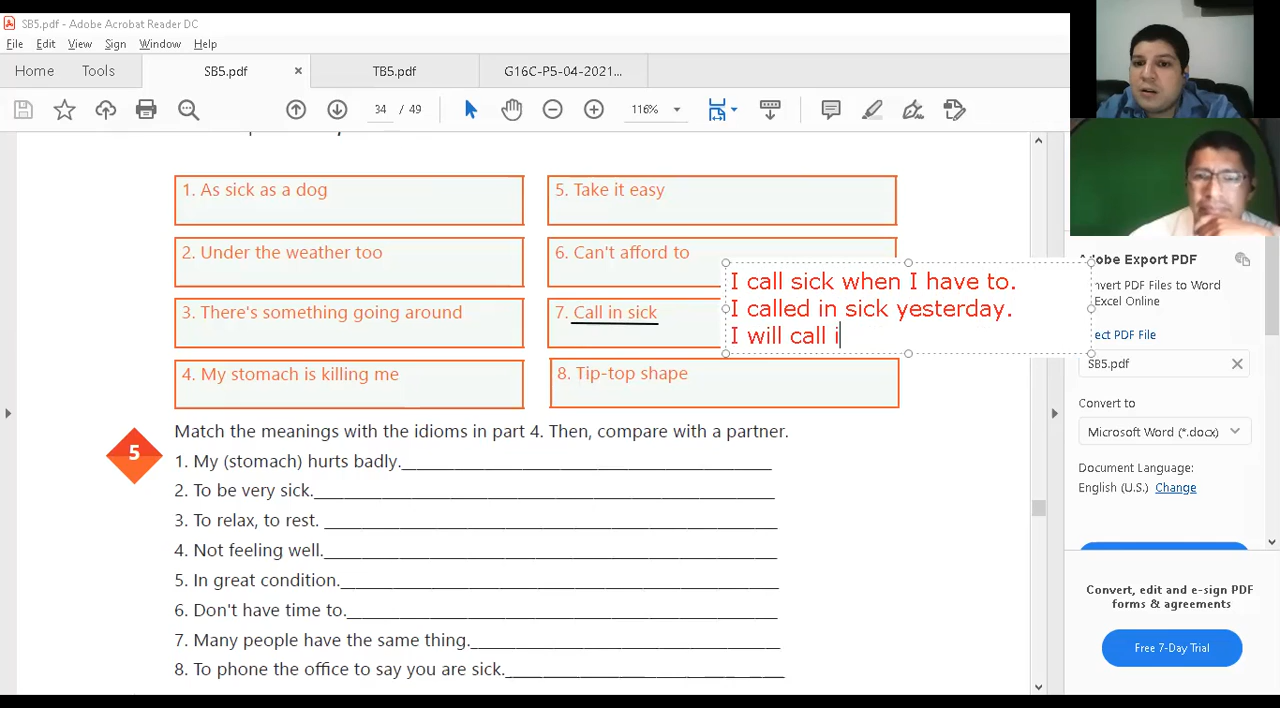 SB5.pdf - Adobe Acrobat Reader DC
File Edit View Sign Window Help
Home Tools SB5.pdf × TB5.pdf G16C-P5-04-2021...
34 / 49 116%
1. As sick as a dog
5. Take it easy
2. Under the weather too
6. Can't afford to
3. There's something going around
7. Call in sick
4. My stomach is killing me
8. Tip-top shape
I call sick when I have to.
I called in sick yesterday.
I will call i
5
Match the meanings with the idioms in part 4. Then, compare with a partner.
1. My (stomach) hurts badly.
2. To be very sick.
3. To relax, to rest.
4. Not feeling well.
5. In great condition.
6. Don't have time to.
7. Many people have the same thing.
8. To phone the office to say you are sick.
Adobe Export PDF
nvert PDF Files to Word
Excel Online
ect PDF File
SB5.pdf
Convert to
Microsoft Word (*.docx)
Document Language:
English (U.S.) Change
Convert, edit and e-sign PDF
forms & agreements
Free 7-Day Trial